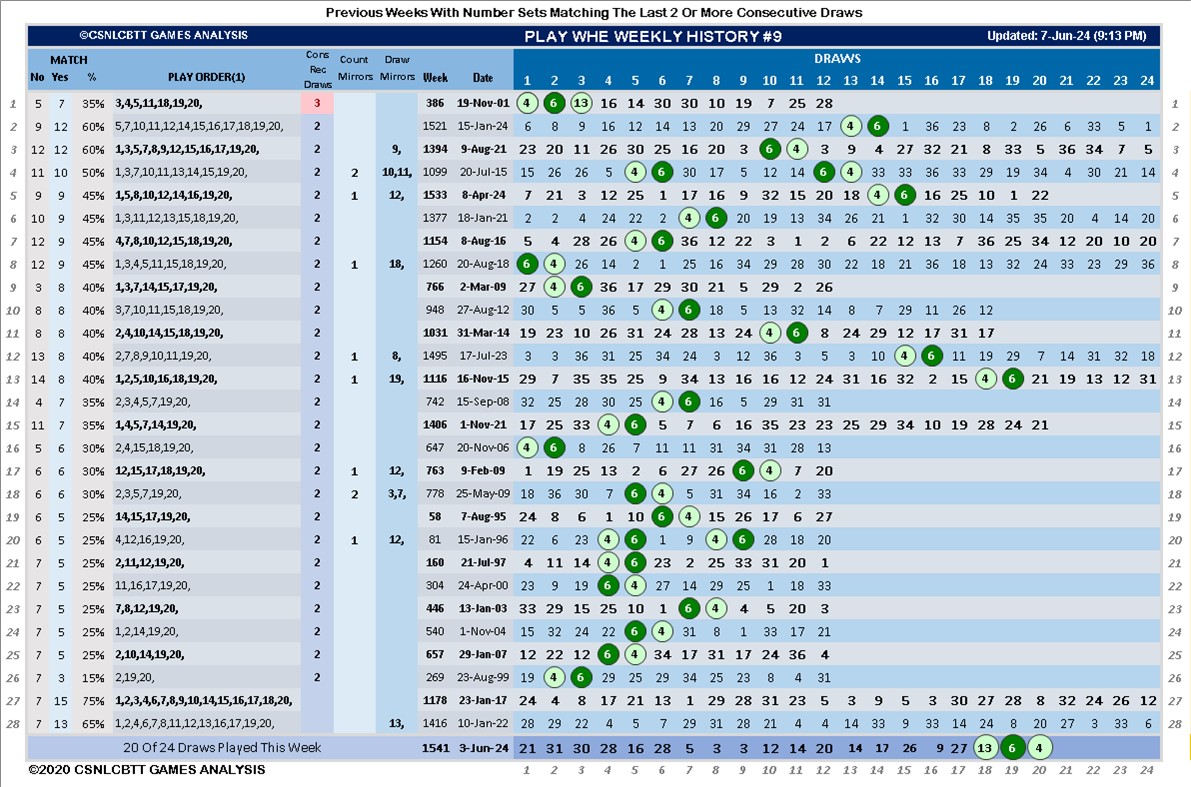 Previous Weeks With Number Sets Matching The Last 2 Or More Consecutive Draws
©CSNLCBTT GAMES ANALYSIS PLAY WHE WEEKLY HISTORY #9 Updated: 7-Jun-24 (9:13 PM)
MATCH Cons Count Draw DRAWS
No Yes % PLAY ORDER(1) Rec Mirrors Mirrors Week Date 1 2 3 4 5 6 7 8 9 10 11 12 13 14 15 16 17 18 19 20 21 22 23 24
Draws
1 5 7 35% 3,4,5,11,18,19,20, 3 386 19-Nov-01 4 6 13 16 14 30 30 10 19 7 25 28 1
2 9 12 60% 5,7,10,11,12,14,15,16,17,18,19,20, 2 1521 15-Jan-24 6 8 9 16 12 14 13 20 29 27 24 17 4 6 1 36 23 8 2 26 6 33 5 1 2
3 12 12 60% 1,3,5,7,8,9,12,15,16,17,19,20, 2 9, 1394 9-Aug-21 23 20 11 26 30 25 16 20 3 6 4 3 9 4 27 32 21 8 33 5 36 34 7 5 3
4 11 10 50% 1,3,7,10,11,13,14,15,19,20, 2 2 10,11, 1099 20-Jul-15 15 26 26 5 4 6 30 17 5 12 14 6 4 33 33 36 33 29 19 34 4 30 21 14 4
5 9 9 45% 1,5,8,10,12,14,16,19,20, 2 1 12, 1533 8-Apr-24 7 21 3 12 25 1 17 16 9 32 15 20 18 4 6 16 25 10 1 22 5
6 10 9 45% 1,3,11,12,13,15,18,19,20, 2 1377 18-Jan-21 2 2 4 24 22 2 4 6 20 19 13 34 26 21 1 32 30 14 35 35 20 4 14 6 6
7 12 9 45% 4,7,8,10,12,15,18,19,20, 2 1154 8-Aug-16 5 4 28 26 4 6 36 12 22 3 1 2 6 22 12 13 7 36 25 34 12 20 10 20 7
8 12 9 45% 1,3,4,5,11,15,18,19,20, 2 1 18, 1260 20-Aug-18 6 4 26 14 2 1 25 16 34 29 28 30 22 18 21 36 18 13 32 24 33 23 29 36 8
9 3 8 40% 1,3,7,14,15,17,19,20, 2 766 2-Mar-09 27 4 6 36 17 29 30 21 5 29 2 26 9
10 8 8 40% 3,7,10,11,15,18,19,20, 2 948 27-Aug-12 30 5 5 36 5 4 6 18 5 13 32 14 8 7 29 11 26 12 10
11 8 8 40% 2,4,10,14,15,18,19,20, 2 1031 31-Mar-14 19 23 10 26 31 24 28 13 24 4 6 8 24 29 12 17 31 17 11
12 13 8 40% 2,7,8,9,10,11,19,20, 2 1 8, 1495 17-Jul-23 3 3 36 31 25 34 24 3 12 36 3 5 3 10 4 6 11 19 29 7 14 31 32 18 12
13 14 8 40% 1,2,5,10,16,18,19,20, 2 1 19, 1116 16-Nov-15 29 7 35 35 25 9 34 13 16 16 12 24 31 16 32 2 15 4 6 21 19 13 12 31 13
14 4 7 35% 2,3,4,5,7,19,20, 2 742 15-Sep-08 32 25 28 30 25 4 6 16 5 29 31 31 14
15 11 7 35% 1,4,5,7,14,19,20, 2 1406 1-Nov-21 17 25 33 4 6 5 7 6 16 35 23 23 25 29 34 10 19 28 24 21 15
16 5 6 30% 2,4,15,18,19,20, 2 647 20-Nov-06 4 6 8 26 7 11 11 31 34 31 28 13 16
17 6 6 30% 12,15,17,18,19,20, 2 1 12, 763 9-Feb-09 1 19 25 13 2 6 27 26 6 4 7 20 17
18 6 6 30% 2,3,5,7,19,20, 2 2 3,7, 778 25-May-09 18 36 30 7 6 4 5 31 34 16 2 33 18
19 6 5 25% 14,15,17,19,20, 2 58 7-Aug-95 24 8 6 1 10 6 4 15 26 17 6 27 19
20 6 5 25% 4,12,16,19,20, 2 1 12, 81 15-Jan-96 22 6 23 4 6 1 9 4 6 28 18 20 20
21 7 5 25% 2,11,12,19,20, 2 160 21-Jul-97 4 11 14 4 6 23 2 25 33 31 20 1 21
22 7 5 25% 11,16,17,19,20, 2 304 24-Apr-00 23 9 19 6 4 27 14 29 25 1 18 33 22
23 7 5 25% 7,8,12,19,20, 2 446 13-Jan-03 33 29 15 25 10 1 6 4 4 5 20 3 23
24 7 5 25% 1,2,14,19,20, 2 540 1-Nov-04 15 32 24 22 6 4 31 8 1 33 17 21 24
25 7 5 25% 2,10,14,19,20, 2 657 29-Jan-07 12 22 12 6 4 34 17 31 17 24 36 4 25
26 7 3 15% 2,19,20, 2 269 23-Aug-99 19 4 6 29 25 29 34 25 23 8 4 31 26
27 7 15 75% 1,2,3,4,6,7,8,9,10,14,15,16,17,18,20, 1178 23-Jan-17 24 4 8 17 21 13 1 29 28 31 23 5 3 9 5 3 30 27 28 8 32 24 26 12 27
28 7 13 65% 1,2,4,6,7,8,11,12,13,16,17,19,20, 13, 1416 10-Jan-22 28 29 22 4 5 7 29 31 28 21 4 4 14 33 9 33 14 24 8 20 27 3 33 6 28
20 Of 24 Draws Played This Week 1541 3-Jun-24 21 31 30 28 16 28 5 3 3 12 14 20 14 17 26 9 27 13 6 4
©2020 CSNLCBTT GAMES ANALYSIS 1 2 3 4 5 6 7 8 9 10 11 12 13 14 15 16 17 18 19 20 21 22 23 24